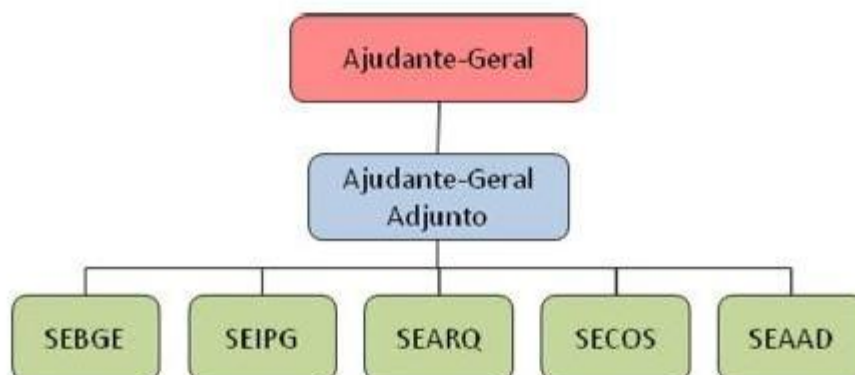 Ajudante-Geral
Ajudante-Geral
Adjunto
SEBGE
SEIPG
SEARQ
SECOS
SEAAD